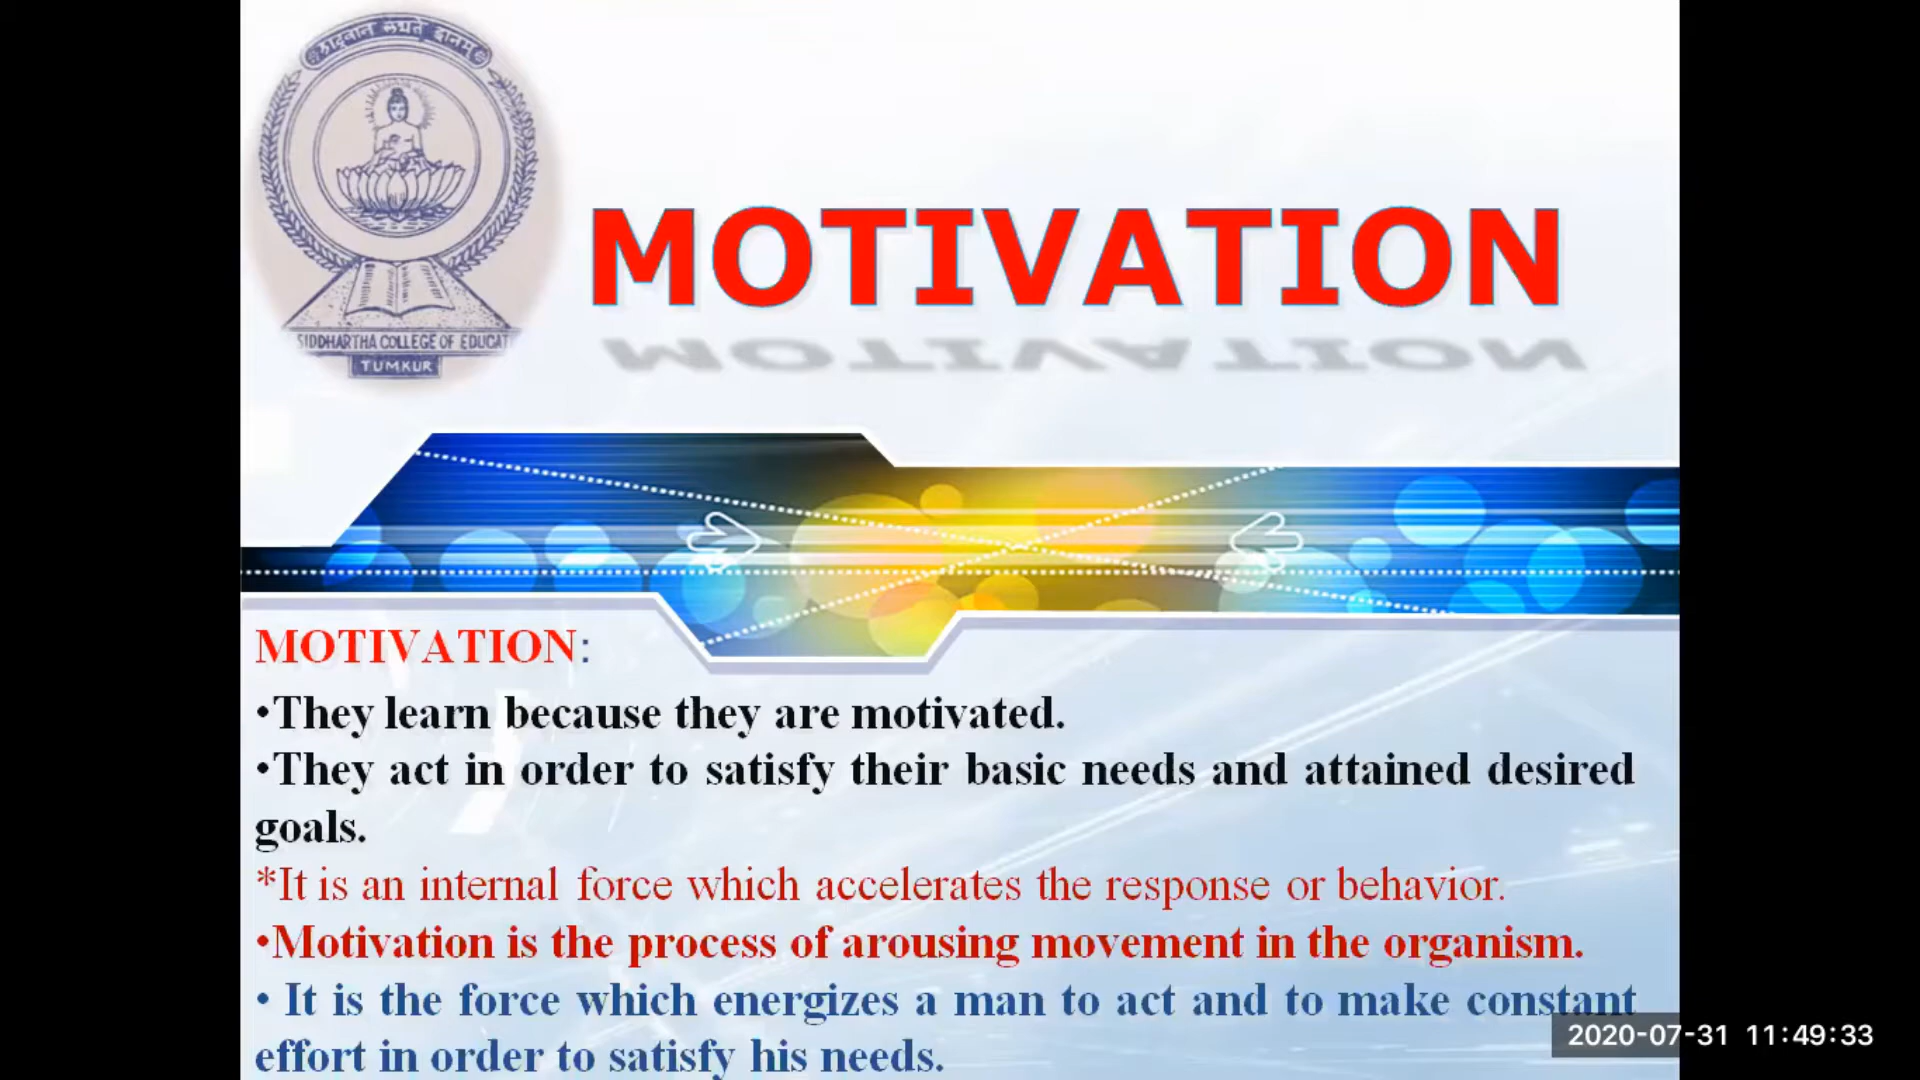 लभते
SIDDHARTHA COLLEGE OF EDUCAT
TUMKUR
MOTIVATION
MOTIVATION:
•They learn because they are motivated.
•They act in order to satisfy their basic needs and attained desired
goals.
*It is an internal force which accelerates the response or behavior.
•Motivation is the process of arousing movement in the organism.
• It is the force which energizes a man to act and to make constant
effort in order to satisfy his needs.
2020-07-31 11:49:33